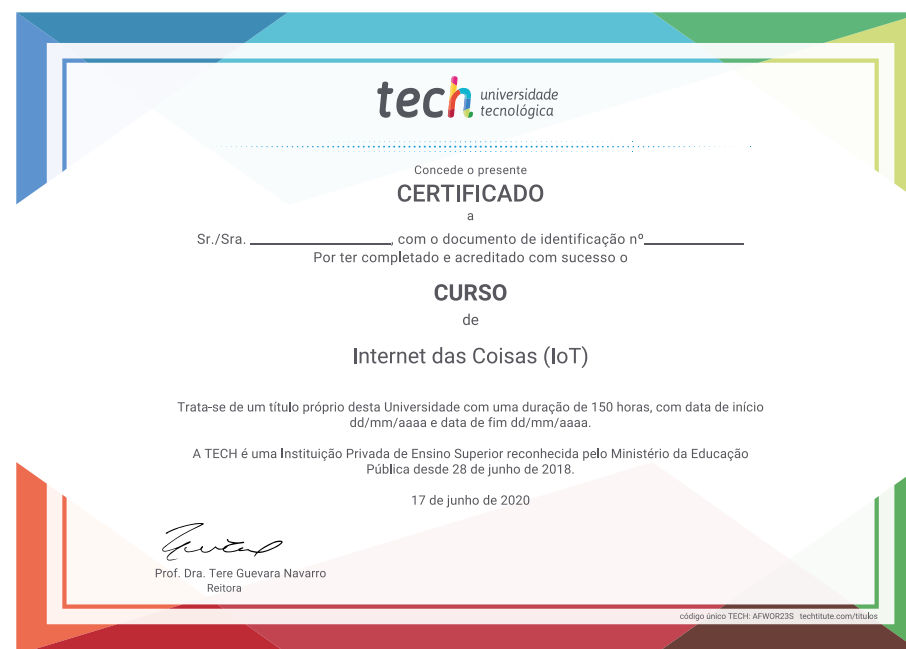 tech universidade
tecnológica
Concede o presente
CERTIFICADO
a
Sr./Sra. ____________, com o documento de identificação nº____________
Por ter completado e acreditado com sucesso o
CURSO
de
Internet das Coisas (IoT)
Trata-se de um título próprio desta Universidade com uma duração de 150 horas, com data de início
dd/mm/aaaa e data de fim dd/mm/aaaa.
A TECH é uma Instituição Privada de Ensino Superior reconhecida pelo Ministério da Educação
Pública desde 28 de junho de 2018.
17 de junho de 2020
Prof. Dra. Tere Guevara Navarro
Reitora
código único TECH: AFWOR23S techtitute.com/titulos